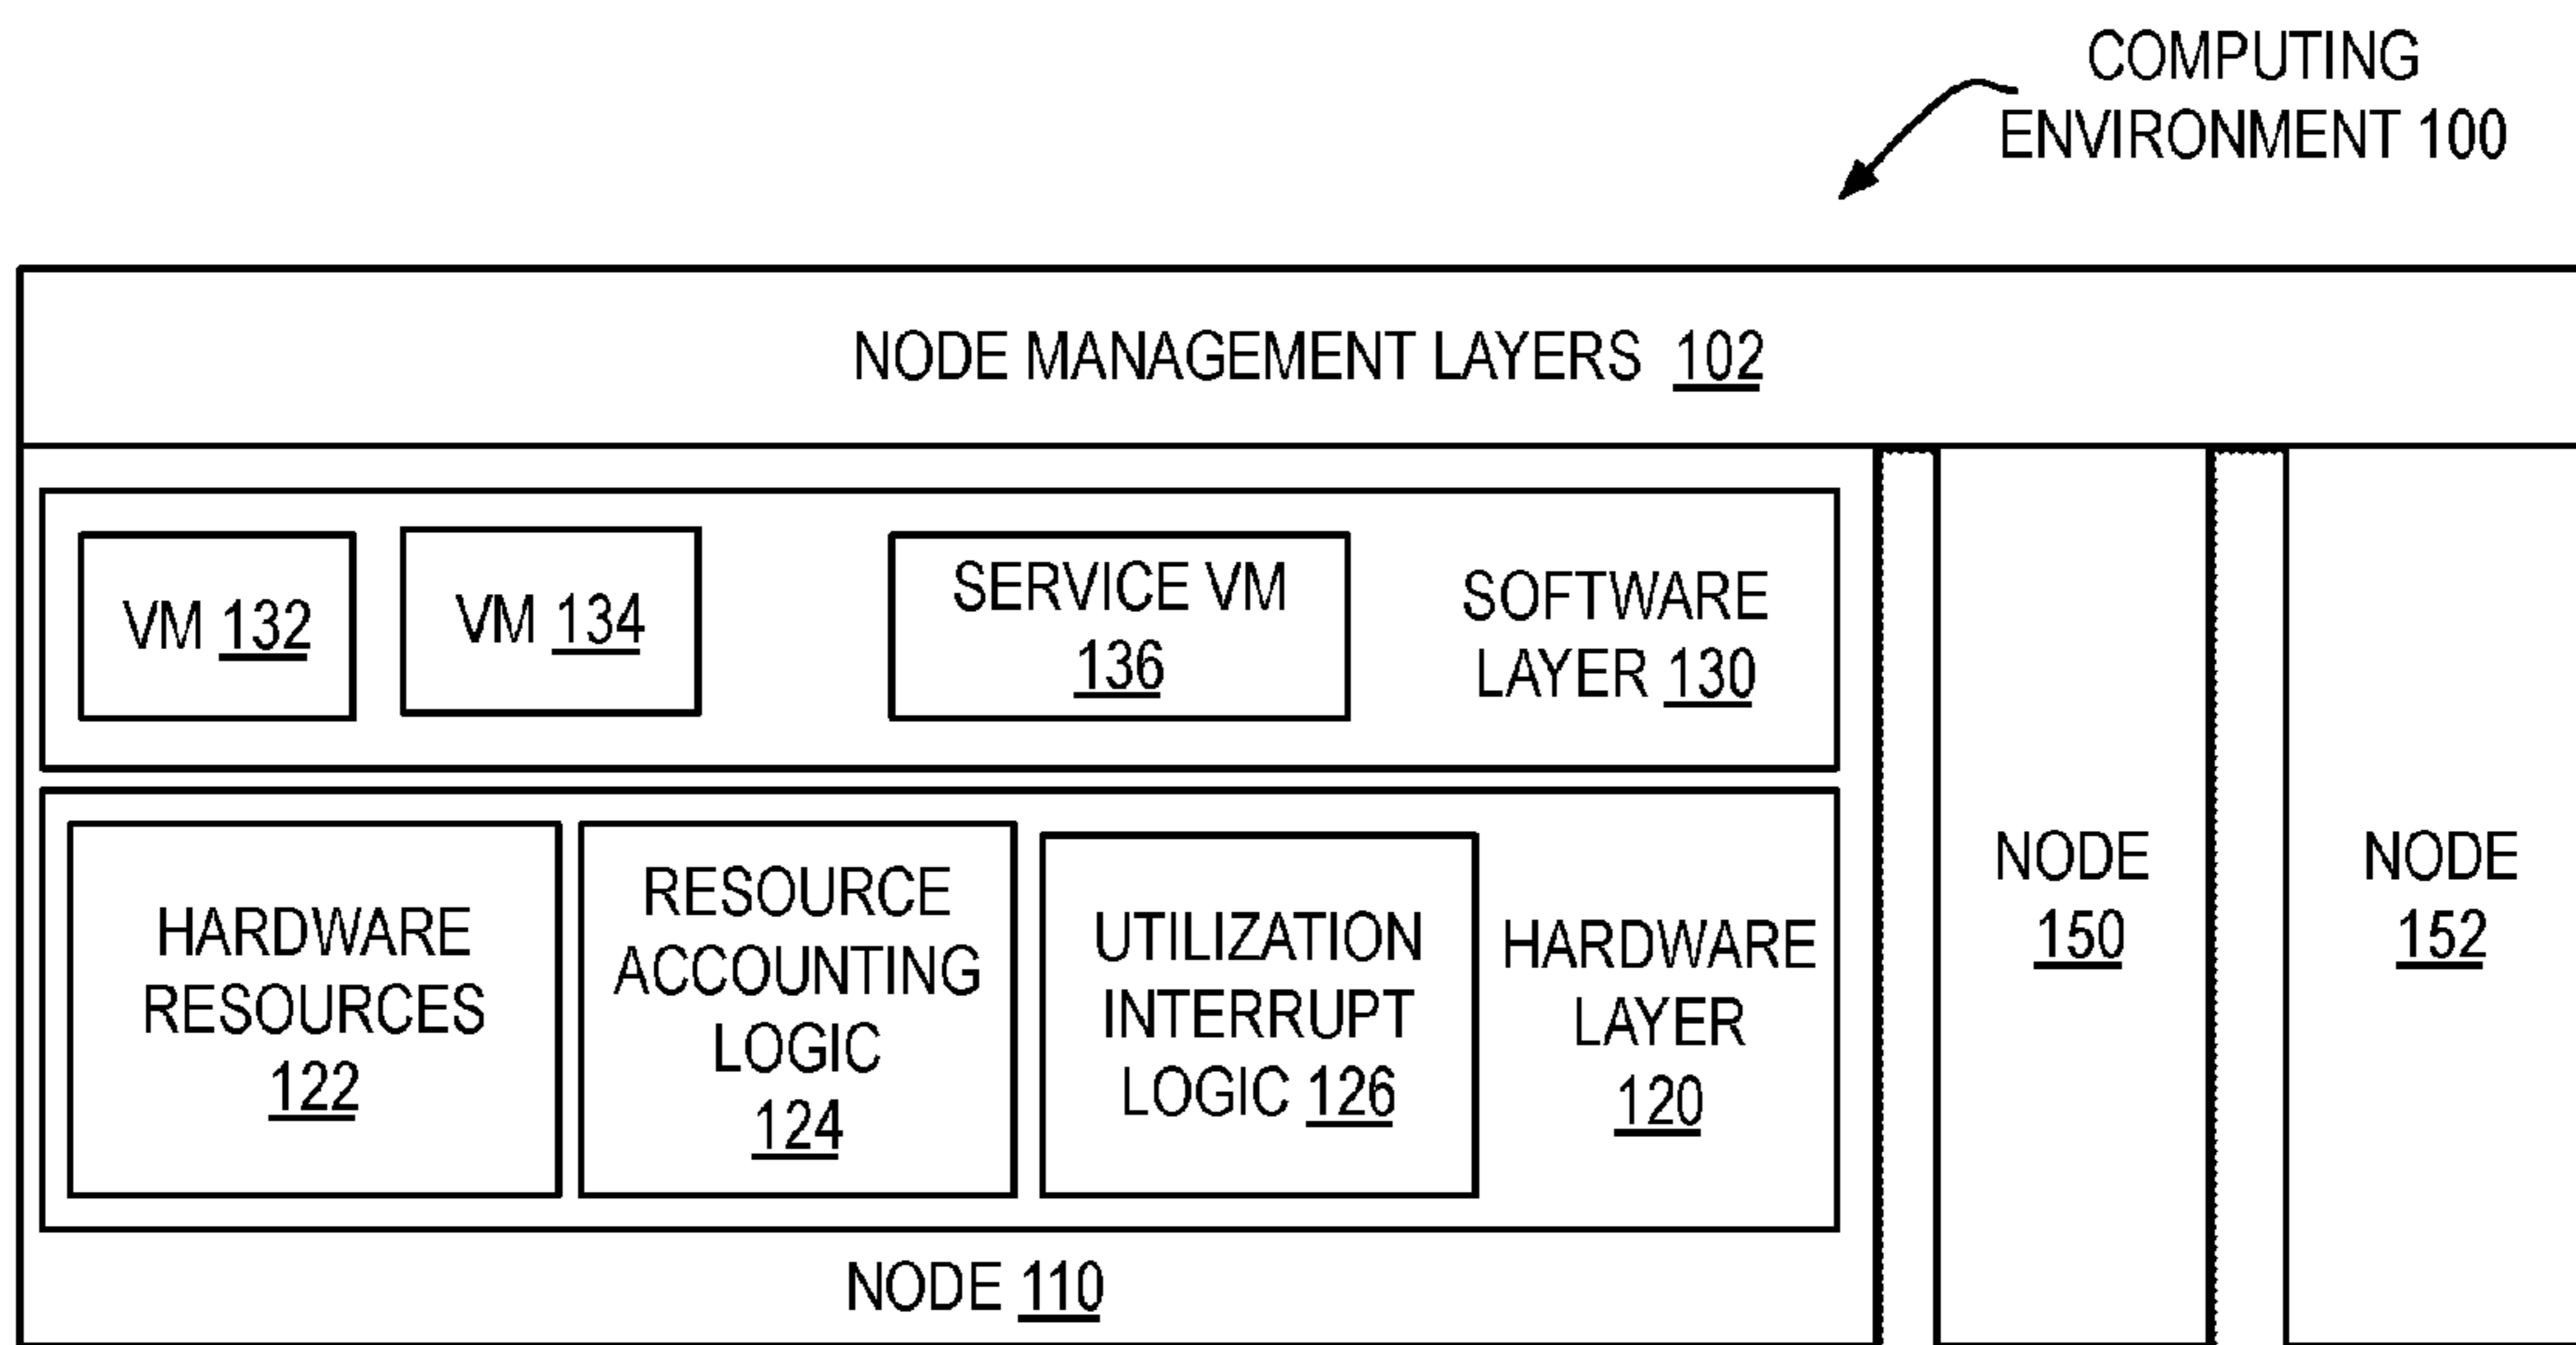 COMPUTING
ENVIRONMENT 100
NODE MANAGEMENT LAYERS 102
VM 132
VM 134
SERVICE VM
136
SOFTWARE
LAYER 130
HARDWARE
RESOURCES
122
RESOURCE
ACCOUNTING
LOGIC
124
UTILIZATION
INTERRUPT
LOGIC 126
HARDWARE
LAYER
120
NODE 110
NODE
150
NODE
152